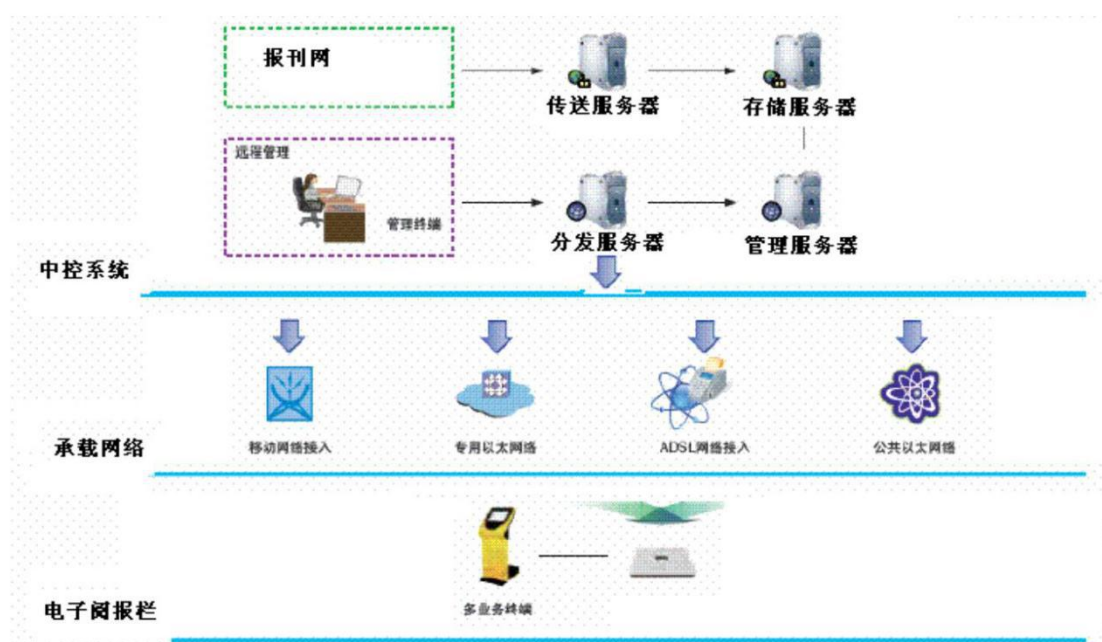 报刊网
传送服务器
存储服务器
远程管理
管理终端
分发服务器
管理服务器
中控系统
移动网络接入
专用以太网络
ADSL网络接入
公共以太网络
承载网络
多业务终端
电子阅报栏